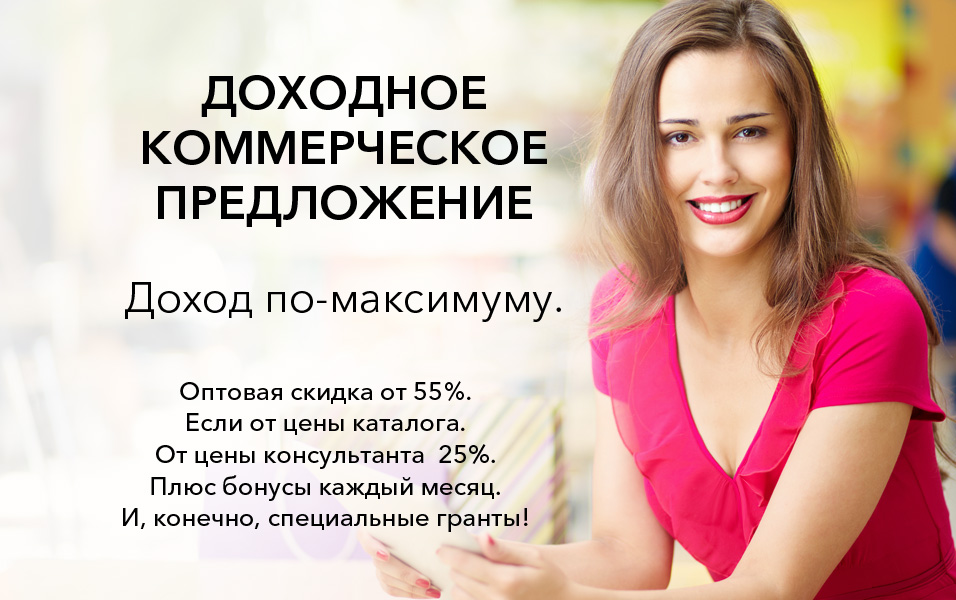 ДОХОДНОЕ
КОММЕРЧЕСКОЕ
ПРЕДЛОЖЕНИЕ
Доход по-максимуму.
Оптовая скидка от 55%.
Если от цены каталога.
От цены консультанта 25%.
Плюс бонусы каждый месяц.
И, конечно, специальные гранты!